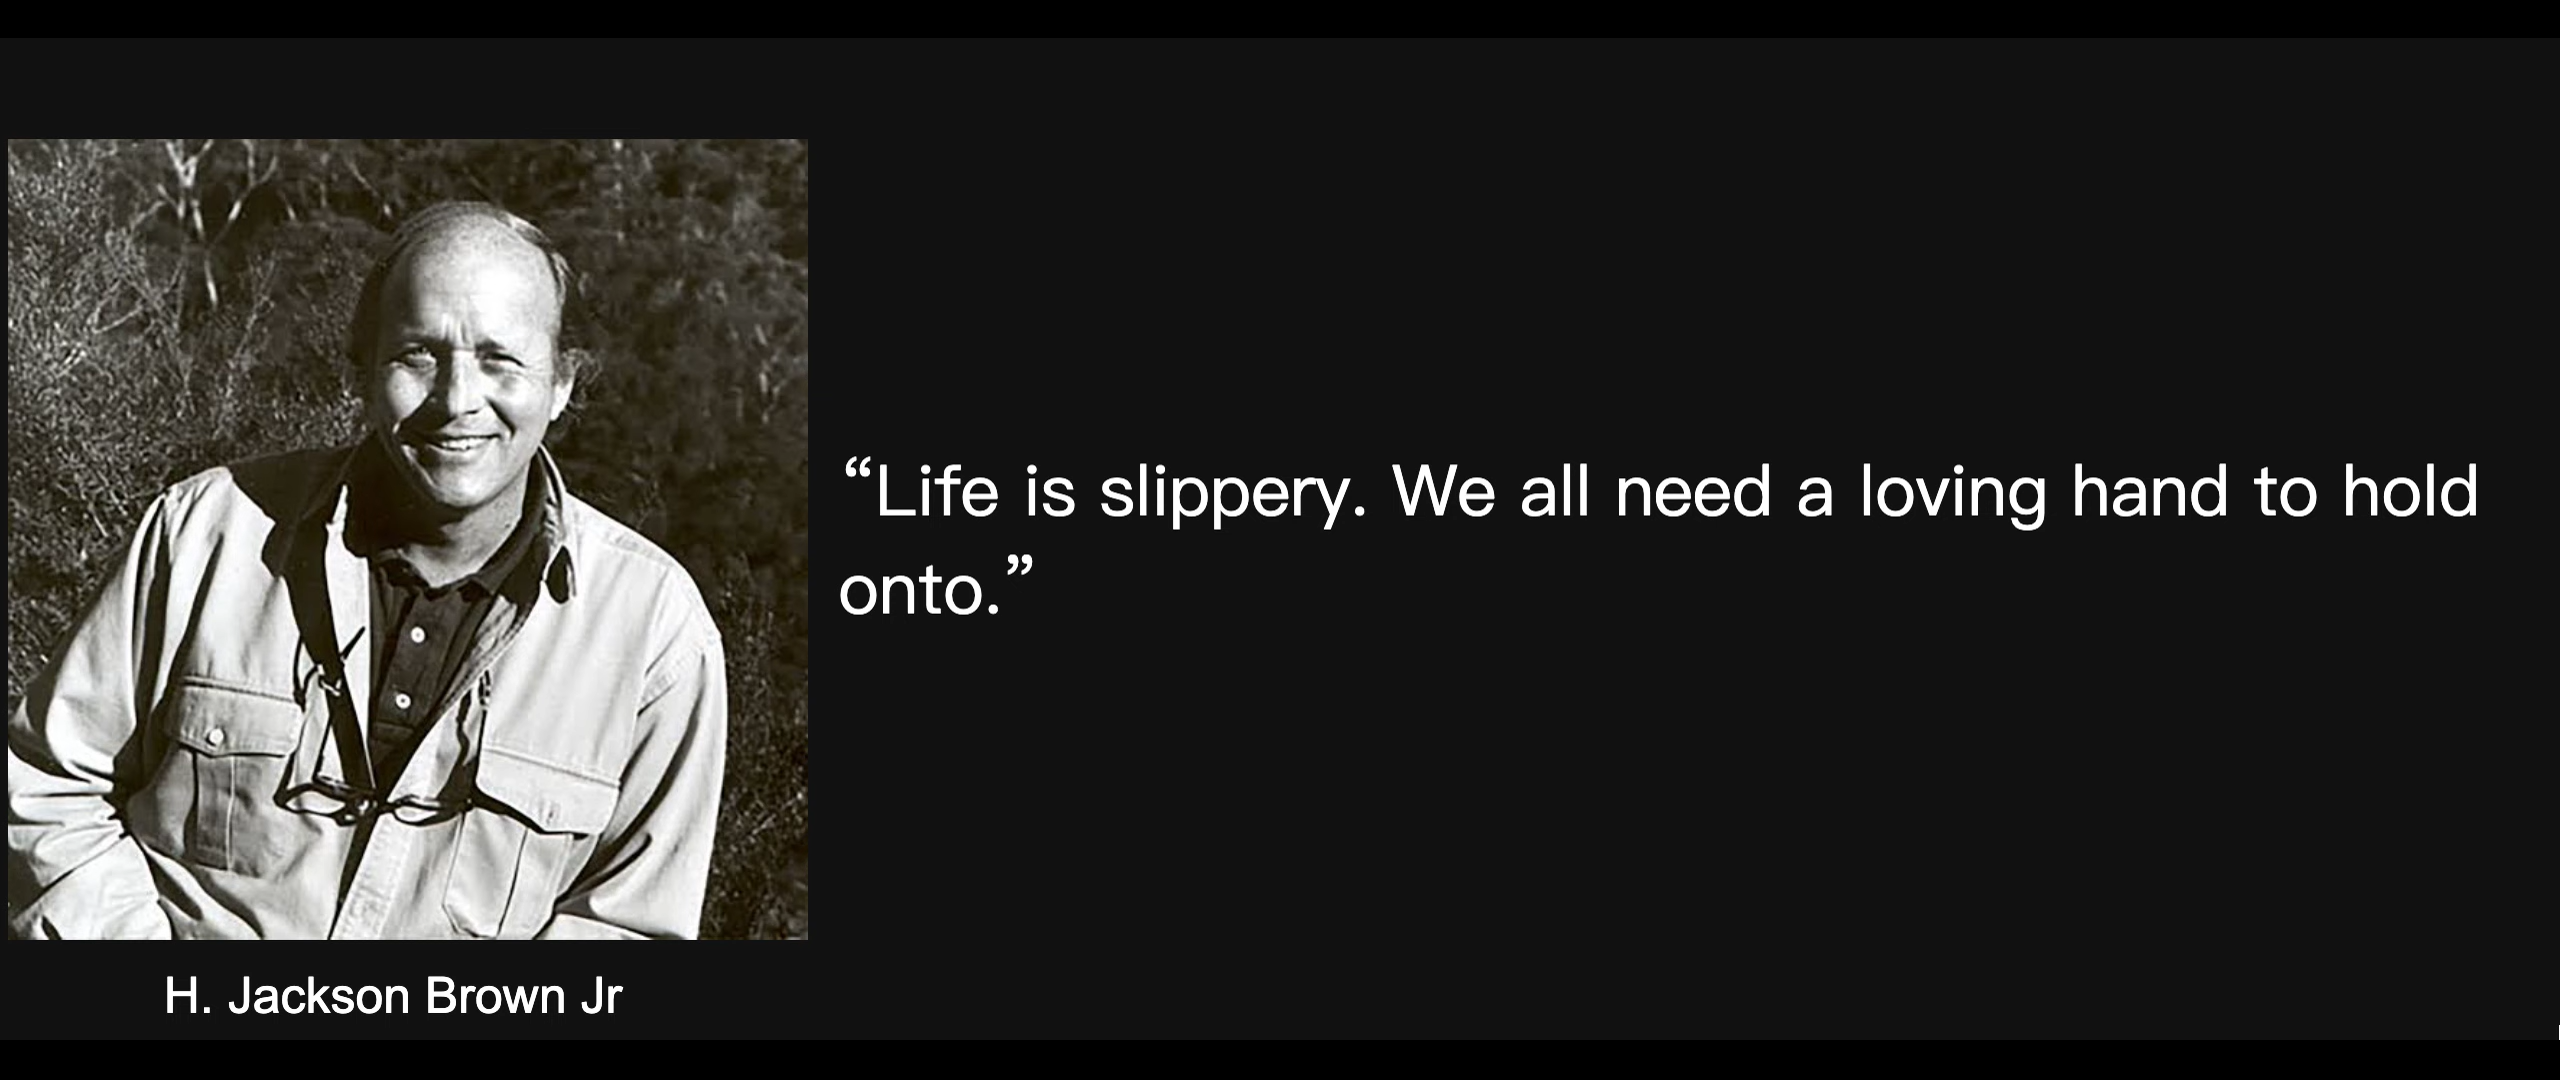 “Life is slippery. We all need a loving hand to hold
onto.”
H. Jackson Brown Jr